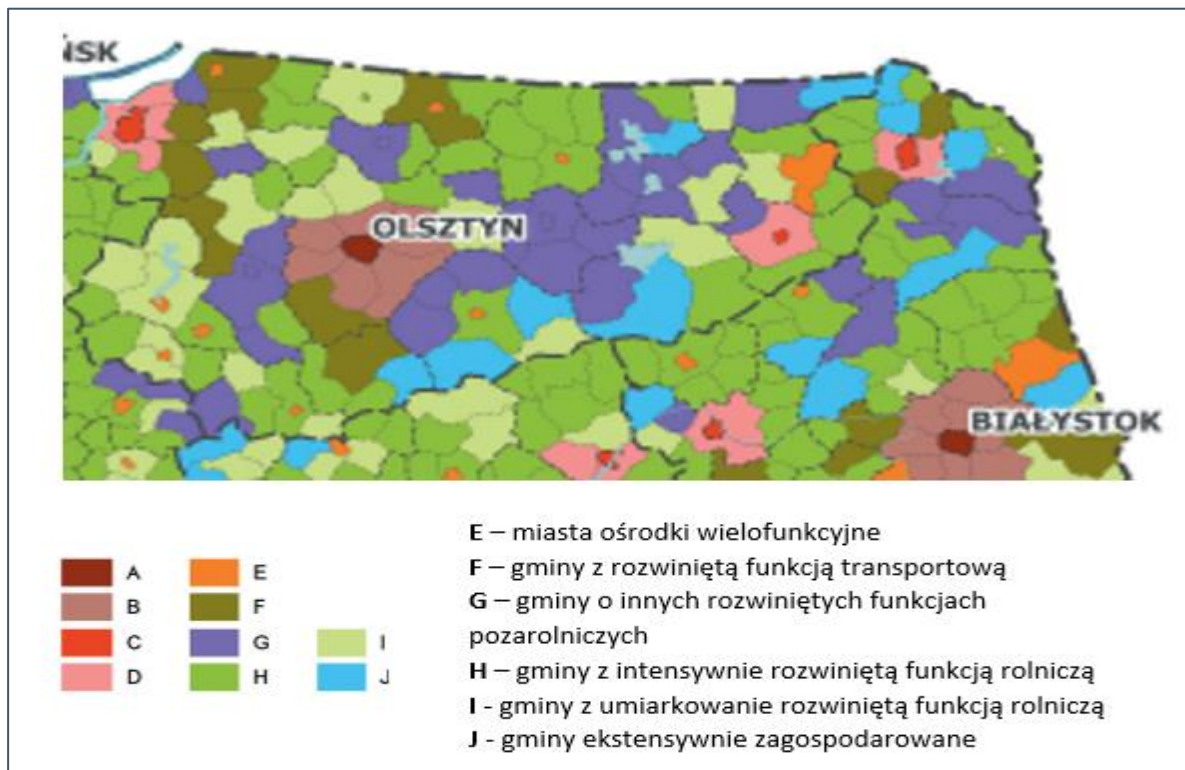 ŃSK
OLSZTYN
BIAŁYSTOK
E – miasta ośrodki wielofunkcyjne
F – gminy z rozwiniętą funkcją transportową
G – gminy o innych rozwiniętych funkcjach
pozarolniczych
H – gminy z intensywnie rozwiniętą funkcją rolniczą
I - gminy z umiarkowanie rozwiniętą funkcją rolniczą
J - gminy ekstensywnie zagospodarowane
A E
B F
C G I
D H J